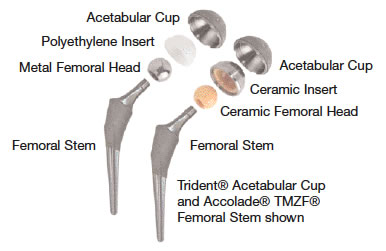 Acetabular Cup
Polyethylene Insert
Metal Femoral Head
Acetabular Cup
Ceramic Insert
Ceramic Femoral Head
Femoral Stem
Femoral Stem
Trident® Acetabular Cup
and Accolade® TMZF®
Femoral Stem shown